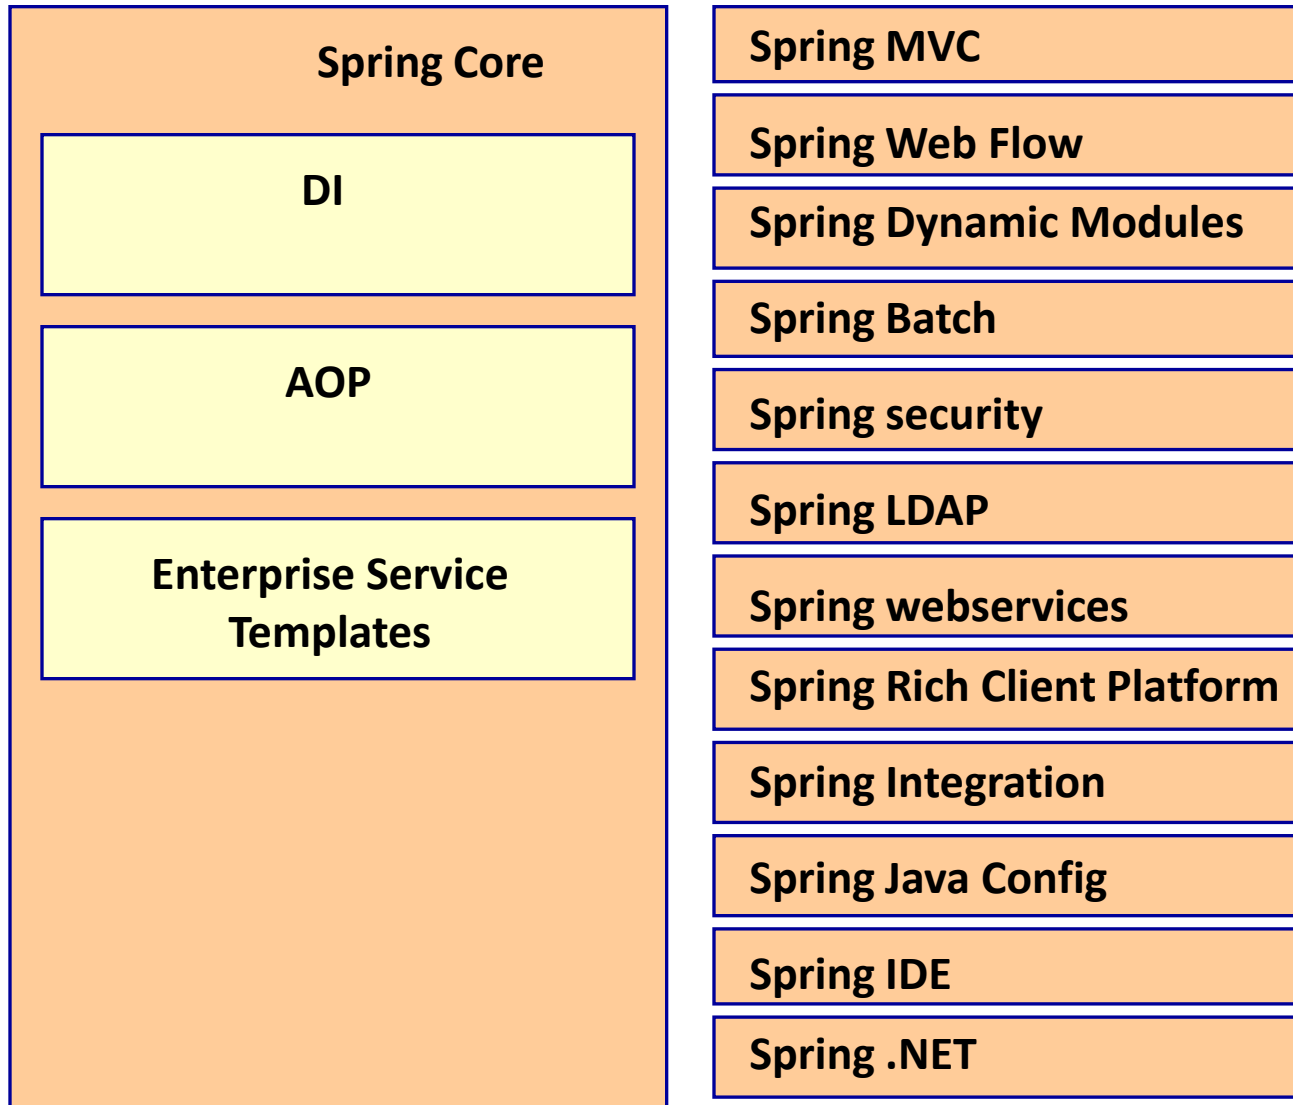 Spring Core
DI
AOP
Enterprise Service
Templates
Spring MVC
Spring Web Flow
Spring Dynamic Modules
Spring Batch
Spring security
Spring LDAP
Spring webservices
Spring Rich Client Platform
Spring Integration
Spring Java Config
Spring IDE
Spring .NET